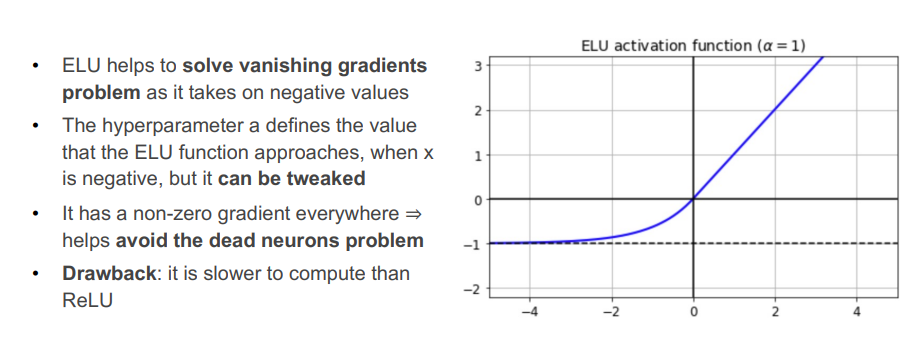 • ELU helps to solve vanishing gradients
problem as it takes on negative values
• The hyperparameter a defines the value
that the ELU function approaches, when x
is negative, but it can be tweaked
• It has a non-zero gradient everywhere ⇒
helps avoid the dead neurons problem
• Drawback: it is slower to compute than
ReLU
ELU activation function (α = 1)
3
2
1
0
−1
−2
−4 −2 0 2 4